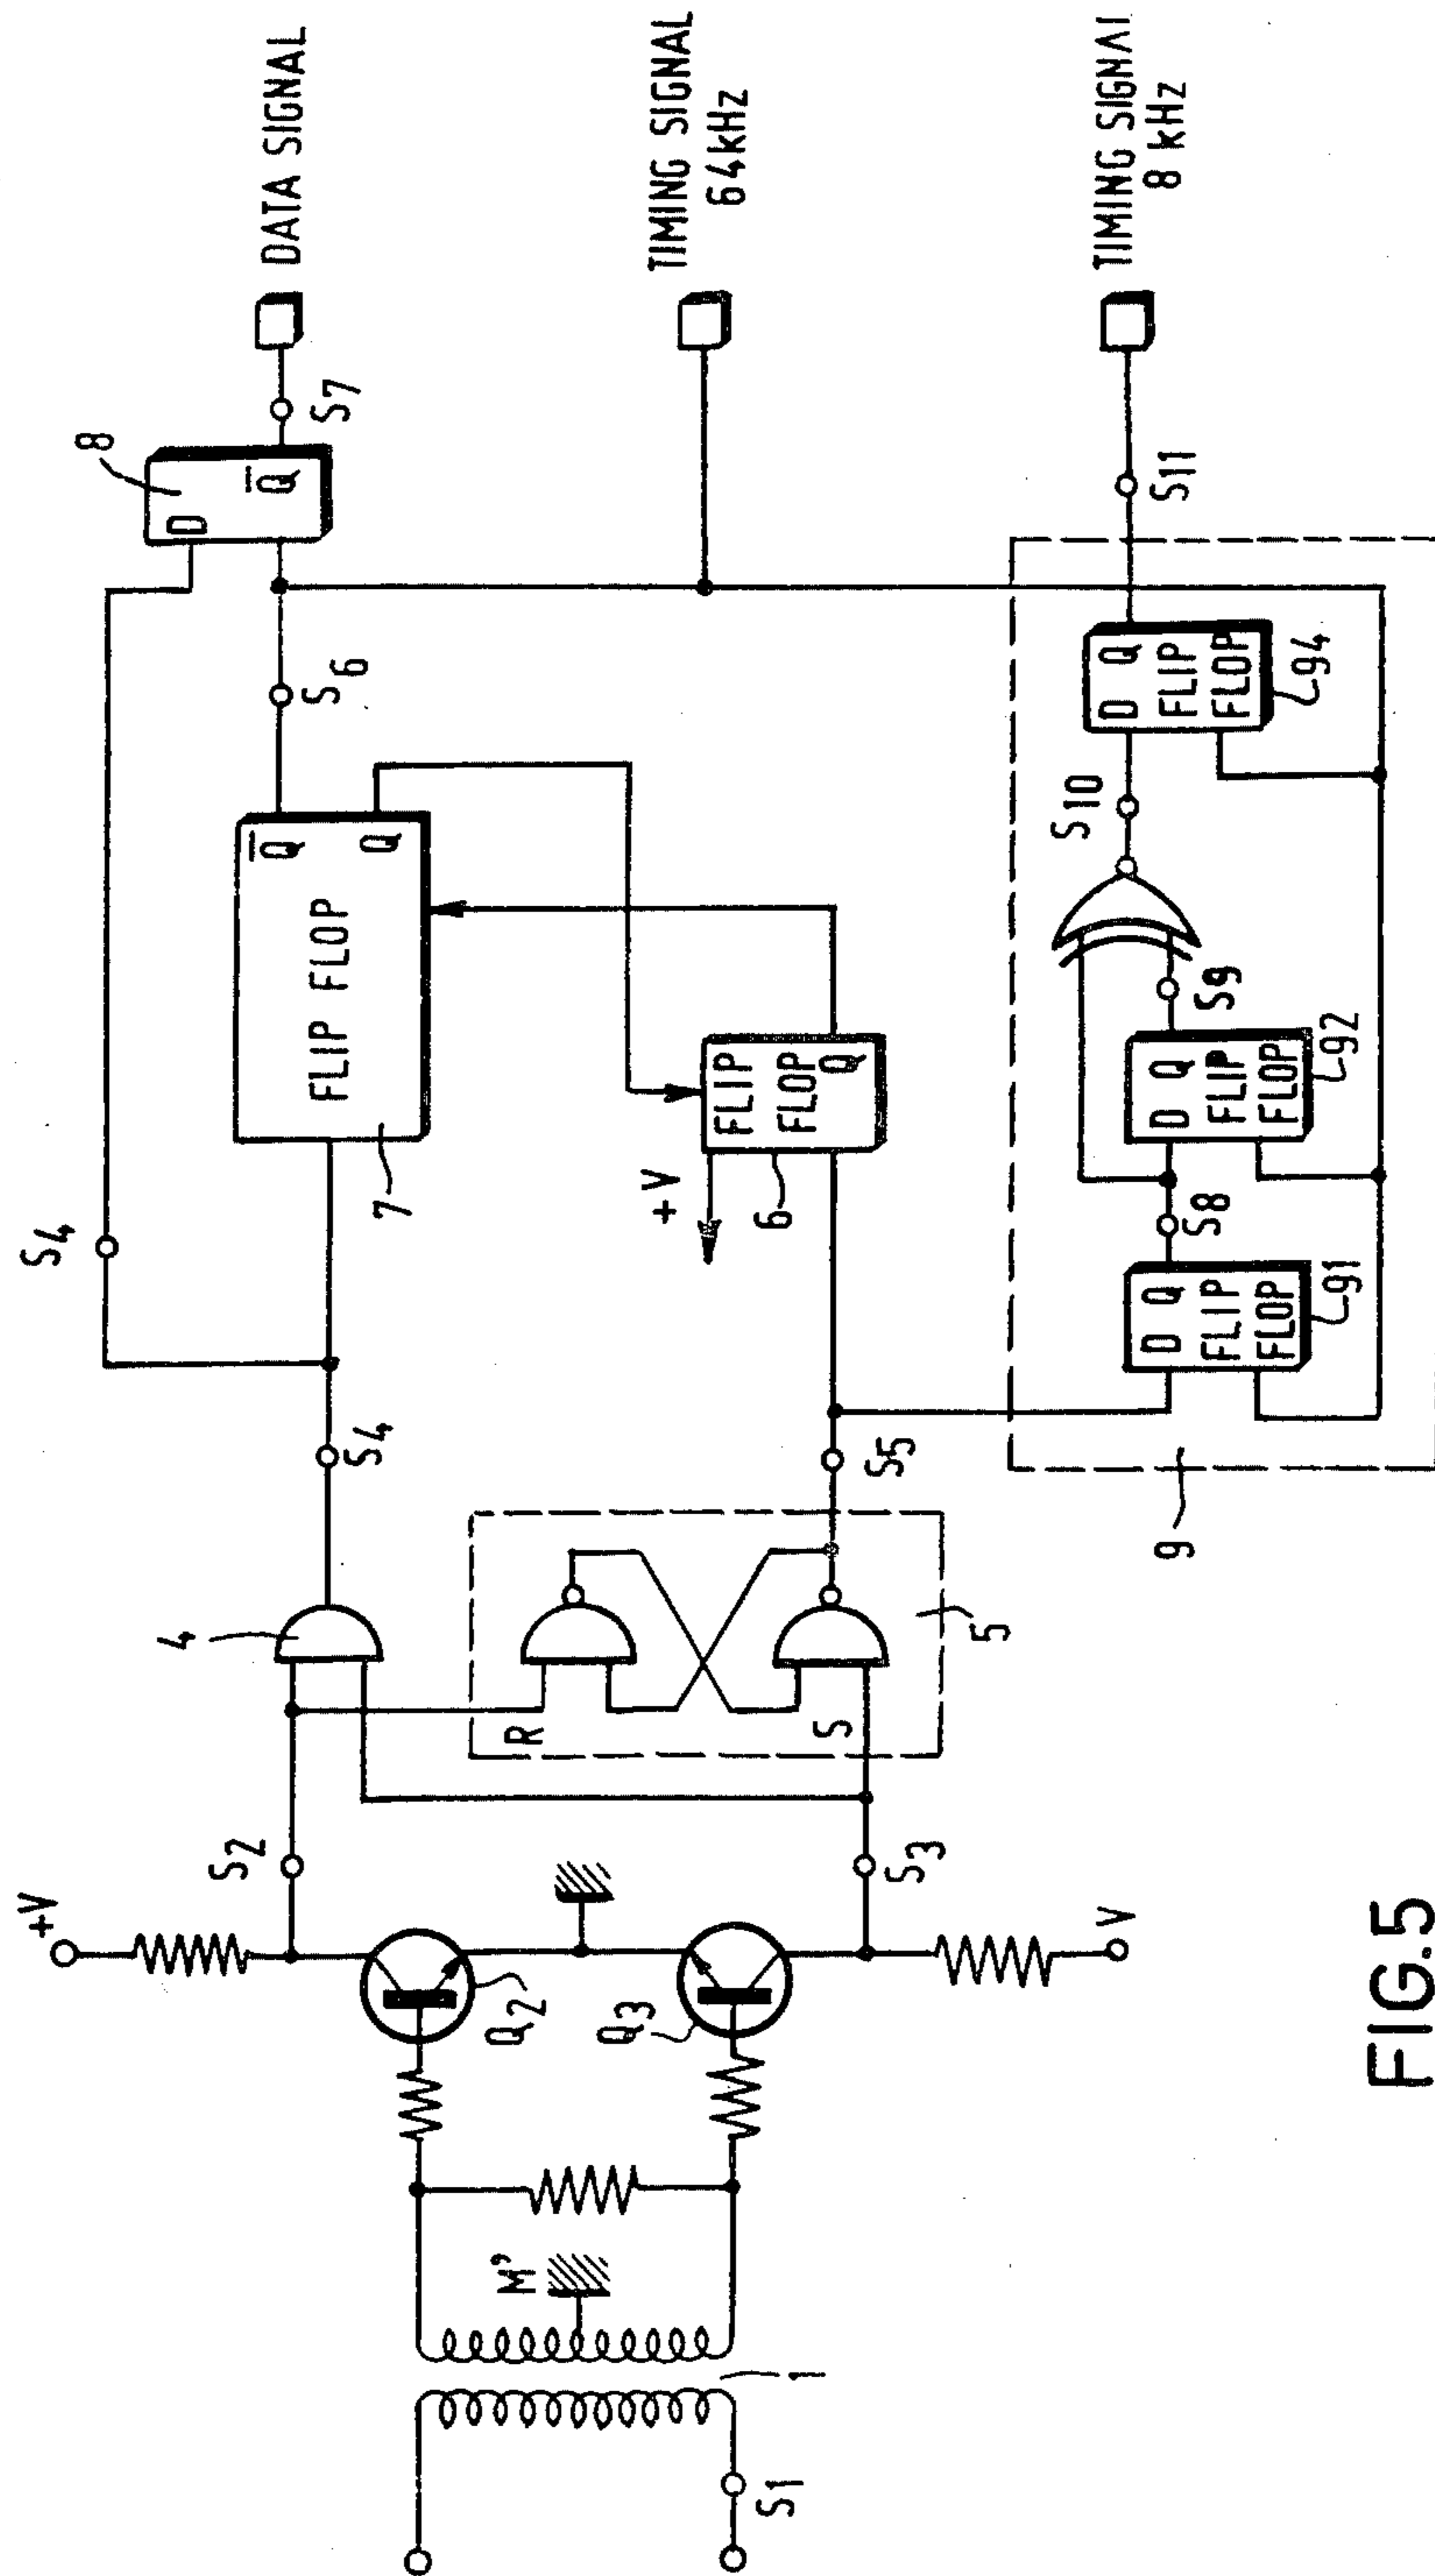 S1
1
M'
Q2
Q3
+V
V
S2
S3
4
R
S
5
S4
S4
S5
7
FLIP FLOP
Q̅
Q
+V
6
FLIP
FLOP
Q
S6
8
D
Q̅
S7
DATA SIGNAL
TIMING SIGNAL
64kHz
9
D Q
FLIP
FLOP
91
S8
D Q
FLIP
FLOP
92
S9
S10
D Q
FLIP
FLOP
94
S11
TIMING SIGNAL
8 kHz
FIG.5